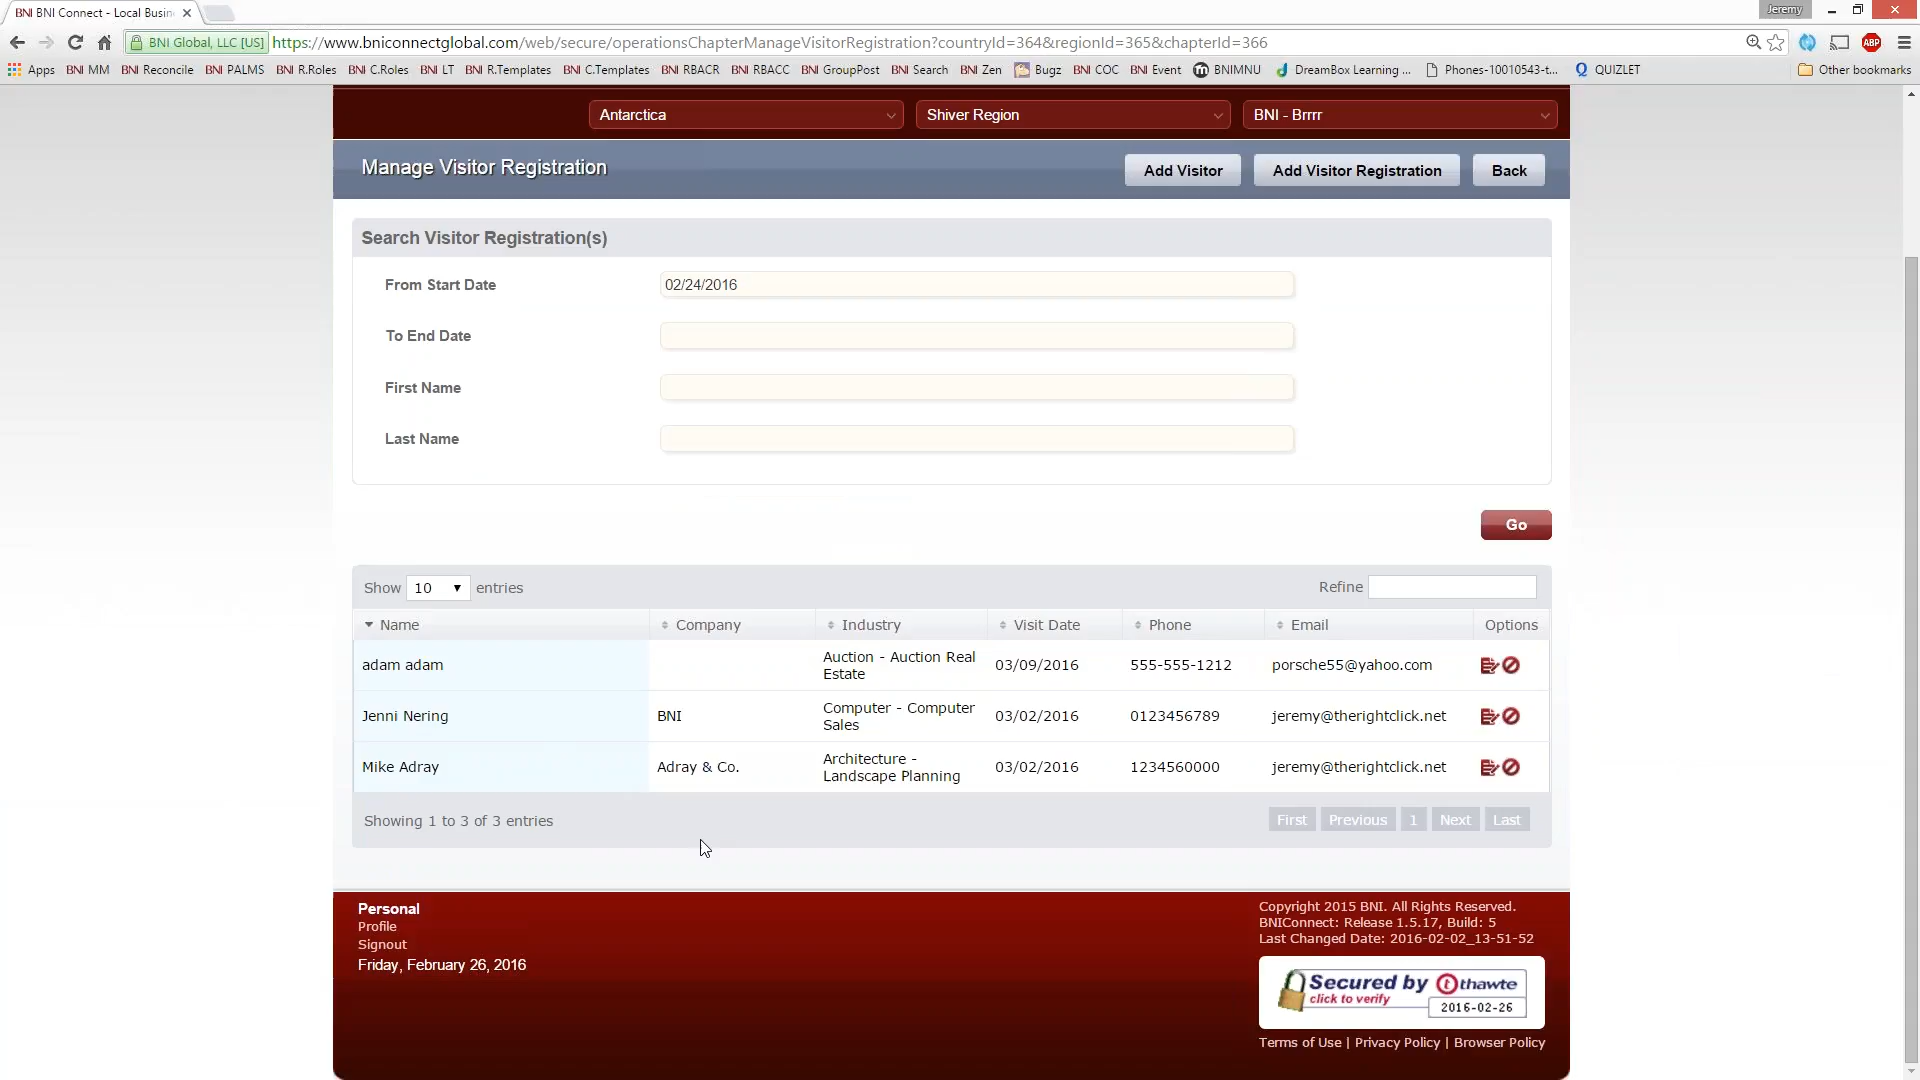 BNI BNI Connect - Local Busin
Jeremy
BNI Global, LLC [US] https://www.bniconnectglobal.com/web/secure/operationsChapterManageVisitorRegistration?countryId=364&regionId=365&chapterId=366
ABP
Apps BNI MM BNI Reconcile BNI PALMS BNI R.Roles BNI C.Roles BNI LT BNI R.Templates BNI C.Templates BNI RBACR BNI RBACC BNI GroupPost BNI Search BNI Zen Bugz BNI COC BNI Event m BNIMNU DreamBox Learning ... Phones-10010543-t... Q QUIZLET Other bookmarks
Antarctica Shiver Region BNI - Brrrr
Manage Visitor Registration Add Visitor Add Visitor Registration Back
Search Visitor Registration(s)
From Start Date 02/24/2016
To End Date
First Name
Last Name
Go
Show 10 entries Refine
Name Company Industry Visit Date Phone Email Options
adam adam Auction - Auction Real Estate 03/09/2016 555-555-1212 porsche55@yahoo.com
Jenni Nering BNI Computer - Computer Sales 03/02/2016 0123456789 jeremy@therightclick.net
Mike Adray Adray & Co. Architecture - Landscape Planning 03/02/2016 1234560000 jeremy@therightclick.net
Showing 1 to 3 of 3 entries First Previous 1 Next Last
Personal
Profile
Signout
Friday, February 26, 2016
Copyright 2015 BNI. All Rights Reserved.
BNIConnect: Release 1.5.17, Build: 5
Last Changed Date: 2016-02-02_13-51-52
Secured by thawte
click to verify
2016-02-26
Terms of Use | Privacy Policy | Browser Policy